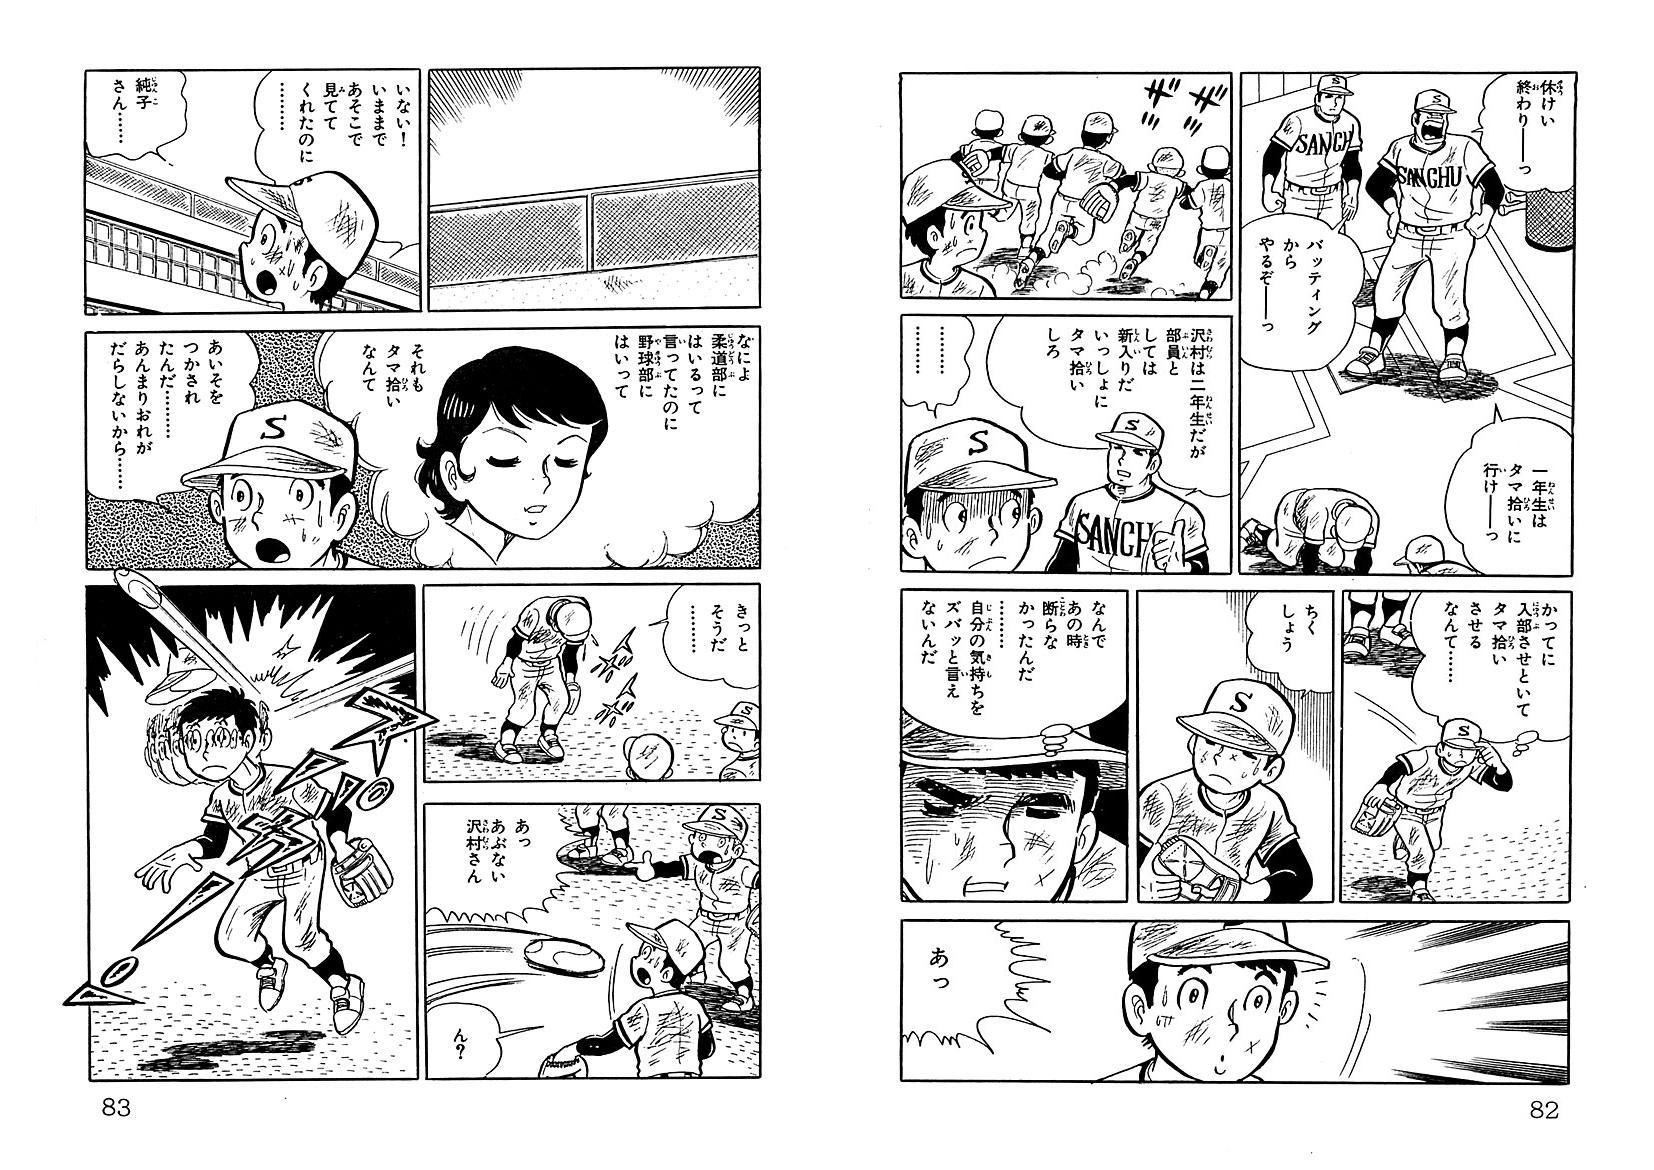 休けい
終わり──っ
SANCHU
SANCHU
バッティング
から
やるぞ──っ
一年生は
タマ拾いに
行け──っ
ザ
ザ
沢村は二年生だが
部員と
しては
新入りだ
いっしょに
タマ拾い
しろ
SANCHU
…………
…………
かってに
入部させといて
タマ拾い
させる
なんて……
ちく
しょう
なんで
あの時
断らな
かったんだ
…………
自分の気持ちを
ズバッと言え
ないんだ
あっ
82
いない！
いままで
あそこで
見てて
くれたのに
…………
純子
さん……
なによ
柔道部に
はいるって
言ってたのに
野球部に
はいって
それも
タマ拾い
なんて
あいそを
つかされ
たんだ…………
あんまりおれが
だらしないから……
きっと
そうだ
…………
あっ
あぶない
沢村さん
ん？
83